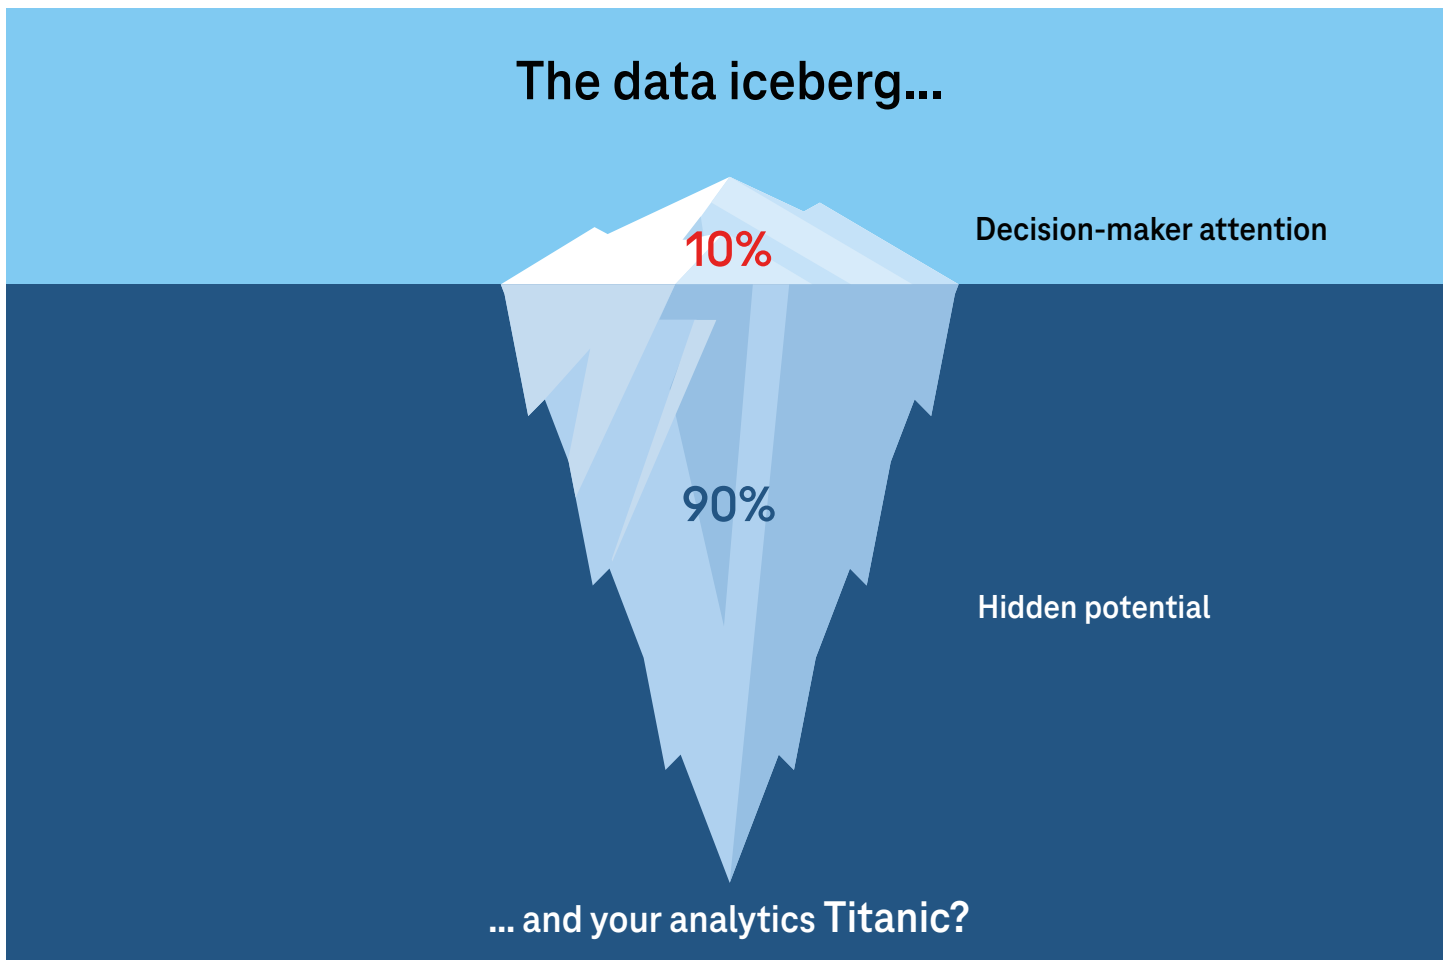 The data iceberg...
Decision-maker attention
10%
90%
Hidden potential
... and your analytics Titanic?